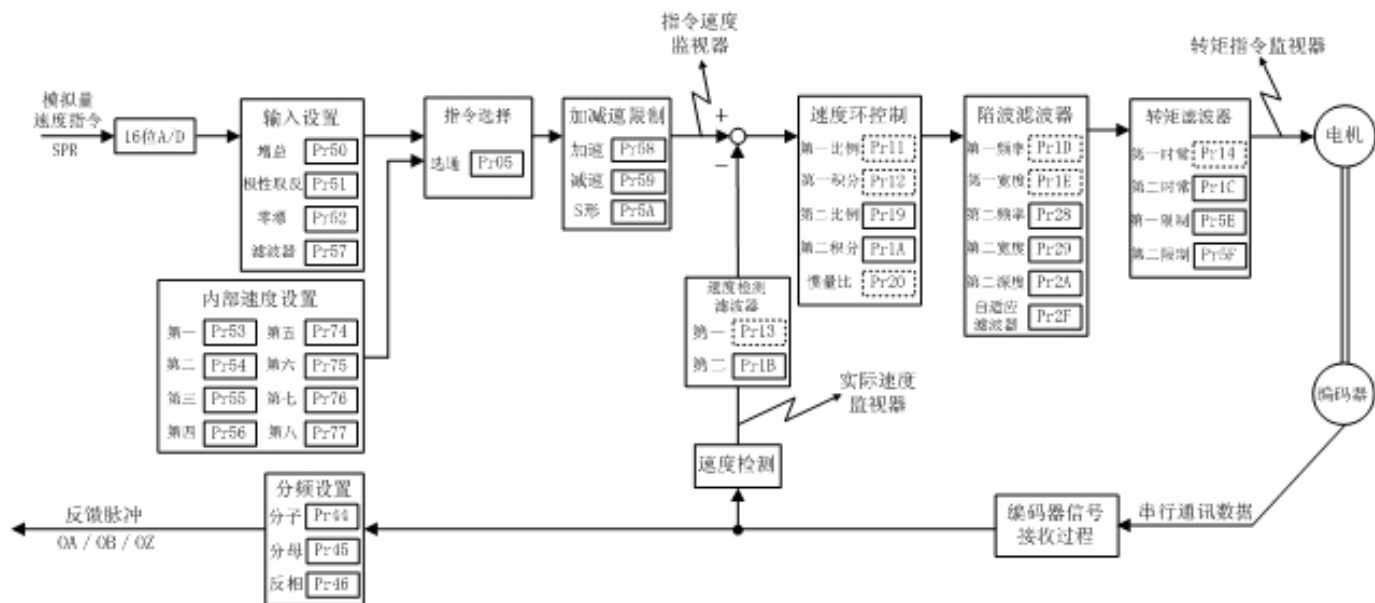 指令速度
监视器
转矩指令监视器
模拟量
速度指令
SPR
16位A/D
输入设置
增益 Pr50
极性取反 Pr51
零漂 Pr52
滤波器 Pr57
指令选择
选通 Pr05
加减速限制
加速 Pr58
减速 Pr59
S形 Pr5A
+
−
速度环控制
第一比例 Pr11
第一积分 Pr12
第二比例 Pr19
第二积分 Pr1A
惯量比 Pr20
陷波滤波器
第一频率 Pr1D
第一宽度 Pr1E
第二频率 Pr28
第二宽度 Pr29
第二深度 Pr2A
自适应
滤波器 Pr2F
转矩滤波器
第一时常 Pr14
第二时常 Pr1C
第一限制 Pr5E
第二限制 Pr5F
电机
内部速度设置
第一 Pr53 第五 Pr74
第二 Pr54 第六 Pr75
第三 Pr55 第七 Pr76
第四 Pr56 第八 Pr77
速度检测
滤波器
第一 Pr13
第二 Pr1B
实际速度
监视器
编码器
速度检测
分频设置
分子 Pr44
分母 Pr45
反相 Pr46
反馈脉冲
OA / OB / OZ
编码器信号
接收过程
串行通讯数据